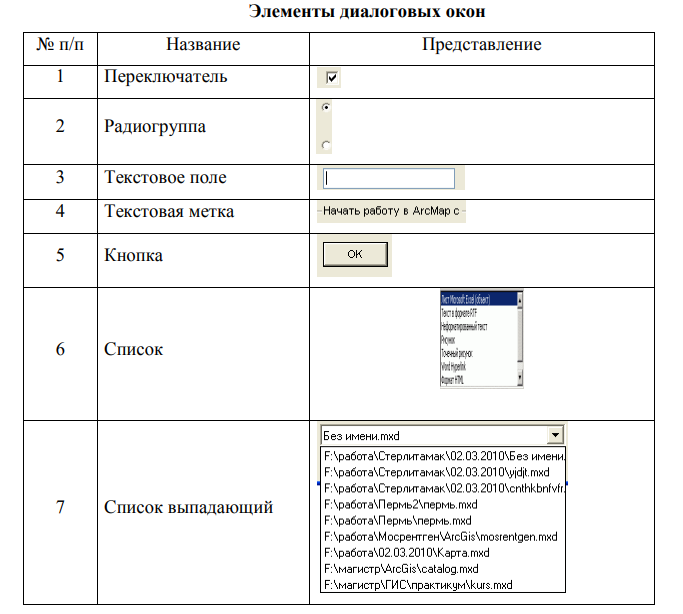 Элементы диалоговых окон
№ п/п Название Представление
1 Переключатель
2 Радиогруппа
3 Текстовое поле
4 Текстовая метка Начать работу в ArcMap с
5 Кнопка OK
Лист Microsoft Excel (объект)
Текст в формате RTF
Неформатированный текст
6 Список Рисунок
Точечный рисунок
Word Hyperlink
Формат HTML
Без имени.mxd
F:\работа\Стерлитамак\02.03.2010\Без имени.
F:\работа\Стерлитамак\02.03.2010\yjdjt.mxd
F:\работа\Стерлитамак\02.03.2010\cnthkbnfvfr.
F:\работа\Пермь2\пермь.mxd
7 Список выпадающий F:\работа\Пермь\пермь.mxd
F:\работа\Мосрентген\ArcGis\mosrentgen.mxd
F:\работа\02.03.2010\Карта.mxd
F:\магистр\ArcGis\catalog.mxd
F:\магистр\ГИС\практикум\kurs.mxd